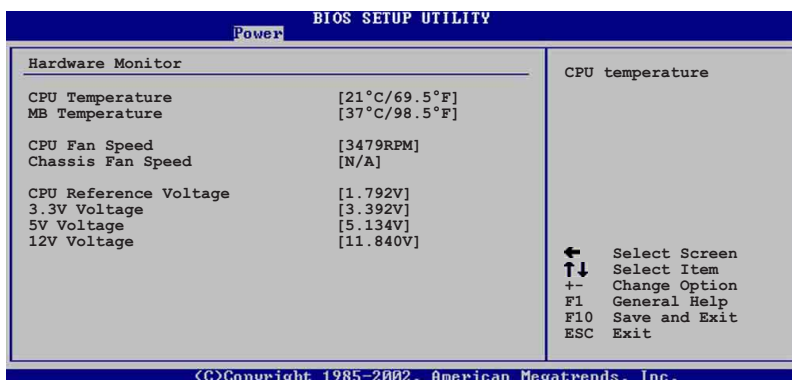 BIOS SETUP UTILITY
Power
Hardware Monitor
CPU Temperature [21°C/69.5°F]
MB Temperature [37°C/98.5°F]
CPU Fan Speed [3479RPM]
Chassis Fan Speed [N/A]
CPU Reference Voltage [1.792V]
3.3V Voltage [3.392V]
5V Voltage [5.134V]
12V Voltage [11.840V]
CPU temperature
← Select Screen
↑↓ Select Item
+- Change Option
F1 General Help
F10 Save and Exit
ESC Exit
(C)Copyright 1985-2002, American Megatrends, Inc.